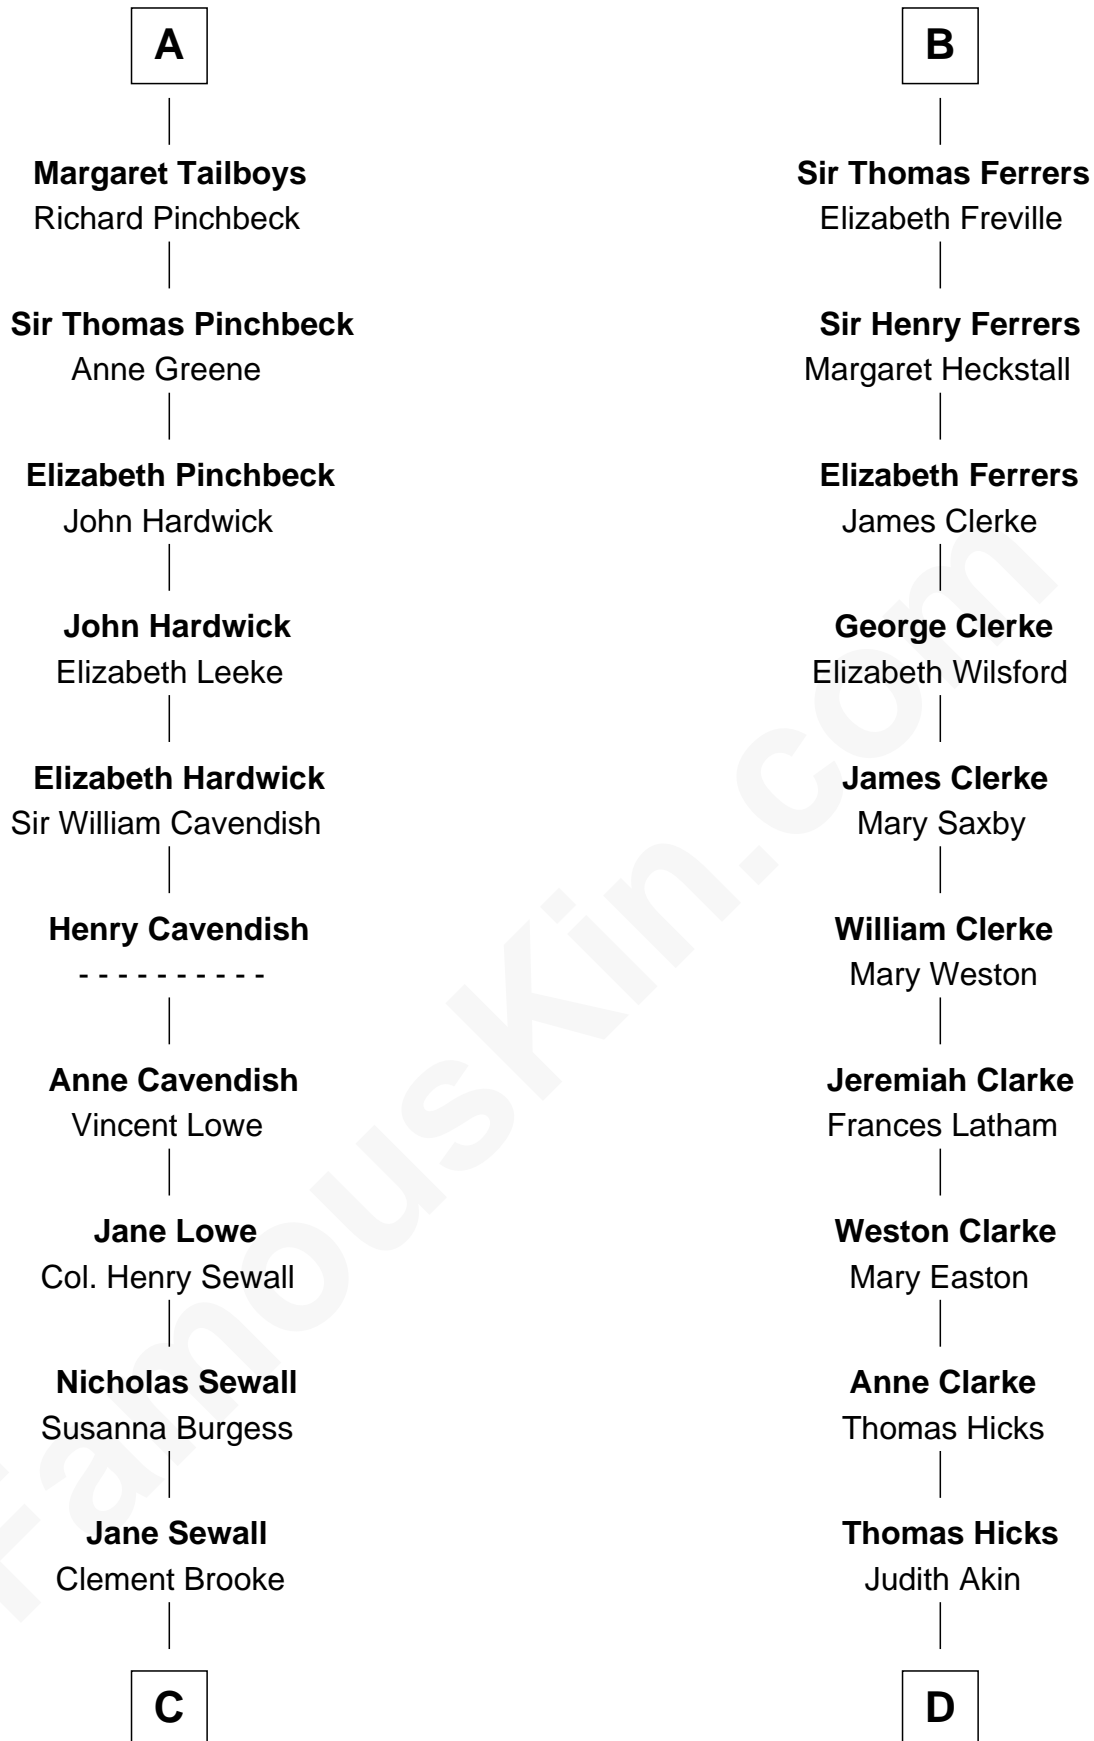 A
Margaret Tailboys
Richard Pinchbeck
Sir Thomas Pinchbeck
Anne Greene
Elizabeth Pinchbeck
John Hardwick
John Hardwick
Elizabeth Leeke
Elizabeth Hardwick
Sir William Cavendish
Henry Cavendish
- - - - - - - - - -
Anne Cavendish
Vincent Lowe
Jane Lowe
Col. Henry Sewall
Nicholas Sewall
Susanna Burgess
Jane Sewall
Clement Brooke
C
B
Sir Thomas Ferrers
Elizabeth Freville
Sir Henry Ferrers
Margaret Heckstall
Elizabeth Ferrers
James Clerke
George Clerke
Elizabeth Wilsford
James Clerke
Mary Saxby
William Clerke
Mary Weston
Jeremiah Clarke
Frances Latham
Weston Clarke
Mary Easton
Anne Clarke
Thomas Hicks
Thomas Hicks
Judith Akin
D
FamousKin.com